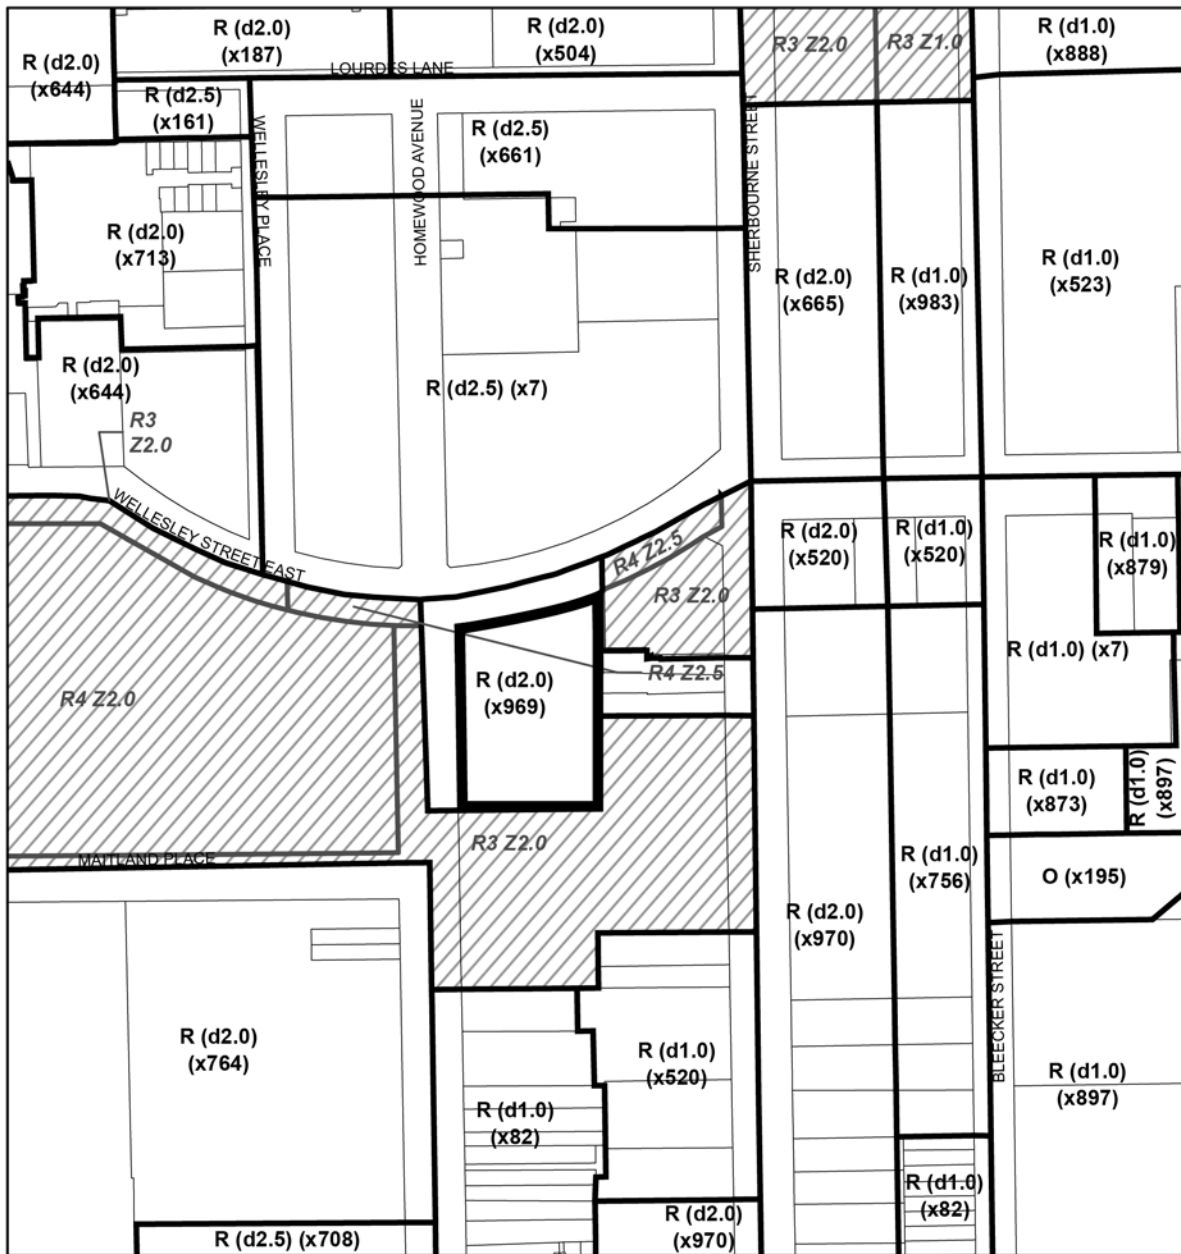 R (d2.0)
(x644)
R (d2.0)
(x187)
R (d2.0)
(x504)
R3 Z2.0
R3 Z1.0
R (d1.0)
(x888)
LOURDES LANE
R (d2.5)
(x161)
WELLESLEY PLACE
HOMEWOOD AVENUE
R (d2.5)
(x661)
SHERBOURNE STREET
R (d2.0)
(x713)
R (d2.0)
(x665)
R (d1.0)
(x983)
R (d1.0)
(x523)
R (d2.0)
(x644)
R (d2.5) (x7)
R3
Z2.0
WELLESLEY STREET EAST
R4 Z2.5
R3 Z2.0
R (d2.0)
(x520)
R (d1.0)
(x520)
R (d1.0)
(x879)
R (d1.0) (x7)
R4 Z2.0
R (d2.0)
(x969)
R4 Z2.5
R (d1.0)
(x873)
R (d1.0)
(x897)
MAITLAND PLACE
R3 Z2.0
R (d1.0)
(x756)
O (x195)
R (d2.0)
(x970)
BLEECKER STREET
R (d2.0)
(x764)
R (d1.0)
(x520)
R (d1.0)
(x82)
R (d1.0)
(x897)
R (d1.0)
(x82)
R (d2.5) (x708)
R (d2.0)
(x970)